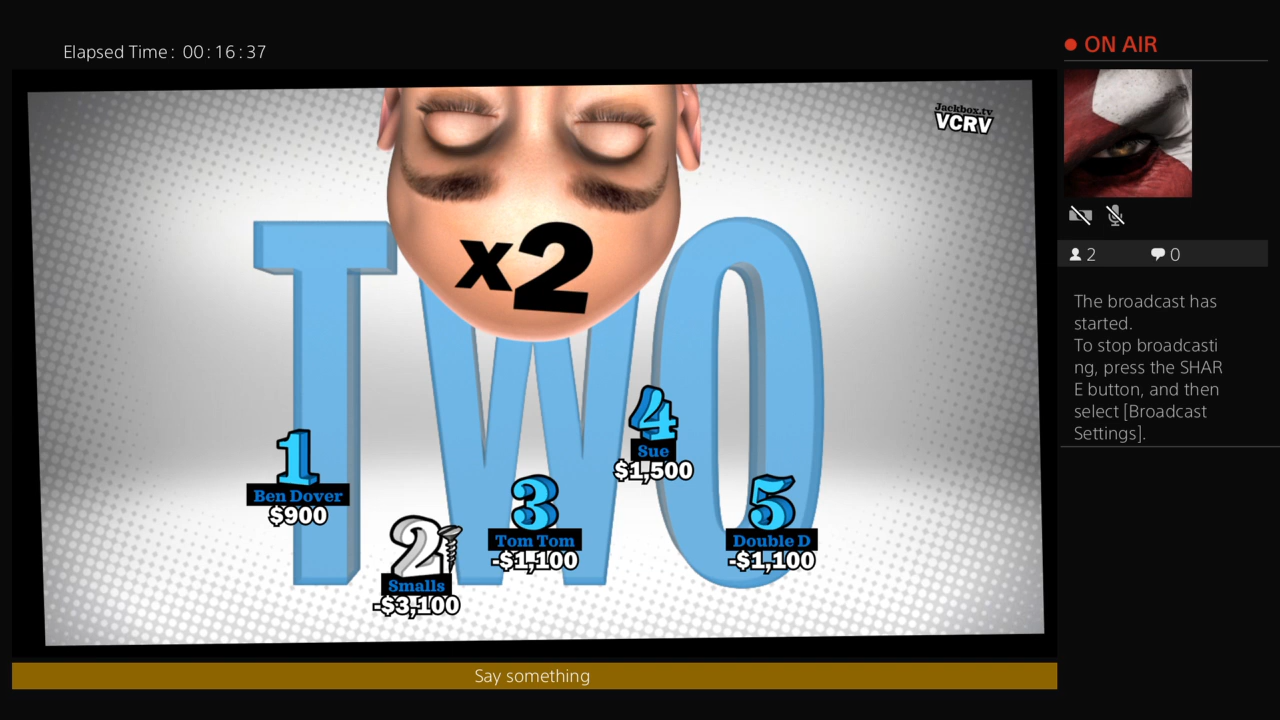 Elapsed Time: 00:16:37
ON AIR
Jackbox.tv
VCRV
x2
TWO
2
0
The broadcast has
started.
To stop broadcasti
ng, press the SHAR
E button, and then
select [Broadcast
Settings].
4
Sue
$1,500
1
Ben Dover
$900
3
Tom Tom
-$1,100
5
Double D
-$1,100
2
Smalls
-$3,100
Say something